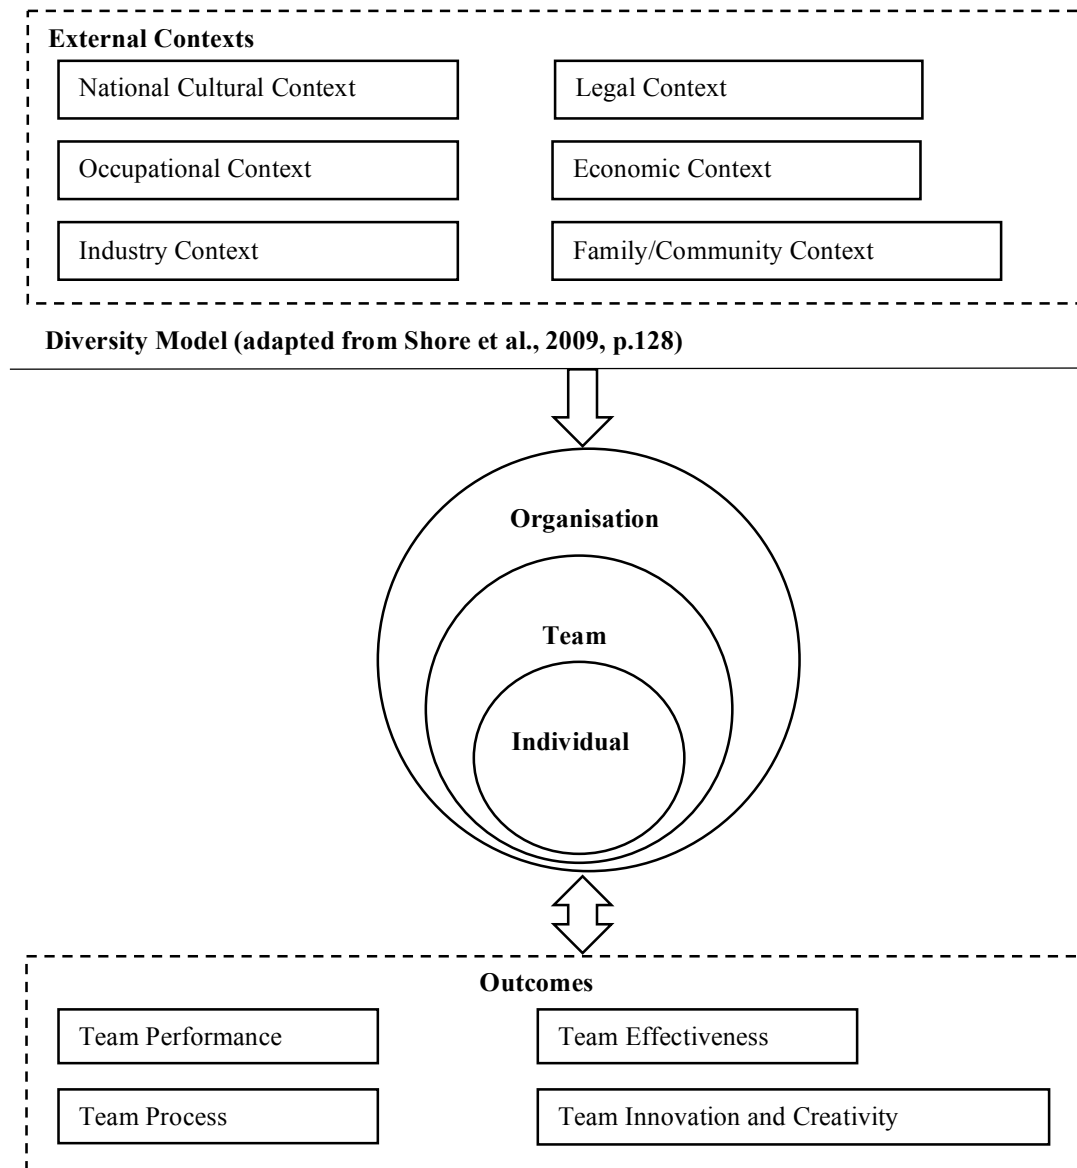 External Contexts
National Cultural Context
Legal Context
Occupational Context
Economic Context
Industry Context
Family/Community Context
Diversity Model (adapted from Shore et al., 2009, p.128)
Organisation
Team
Individual
Outcomes
Team Performance
Team Effectiveness
Team Process
Team Innovation and Creativity